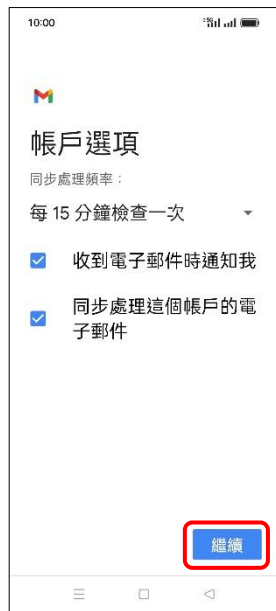 10:00
5G
帳戶選項
同步處理頻率：
每 15 分鐘檢查一次
收到電子郵件時通知我
同步處理這個帳戶的電
子郵件
繼續